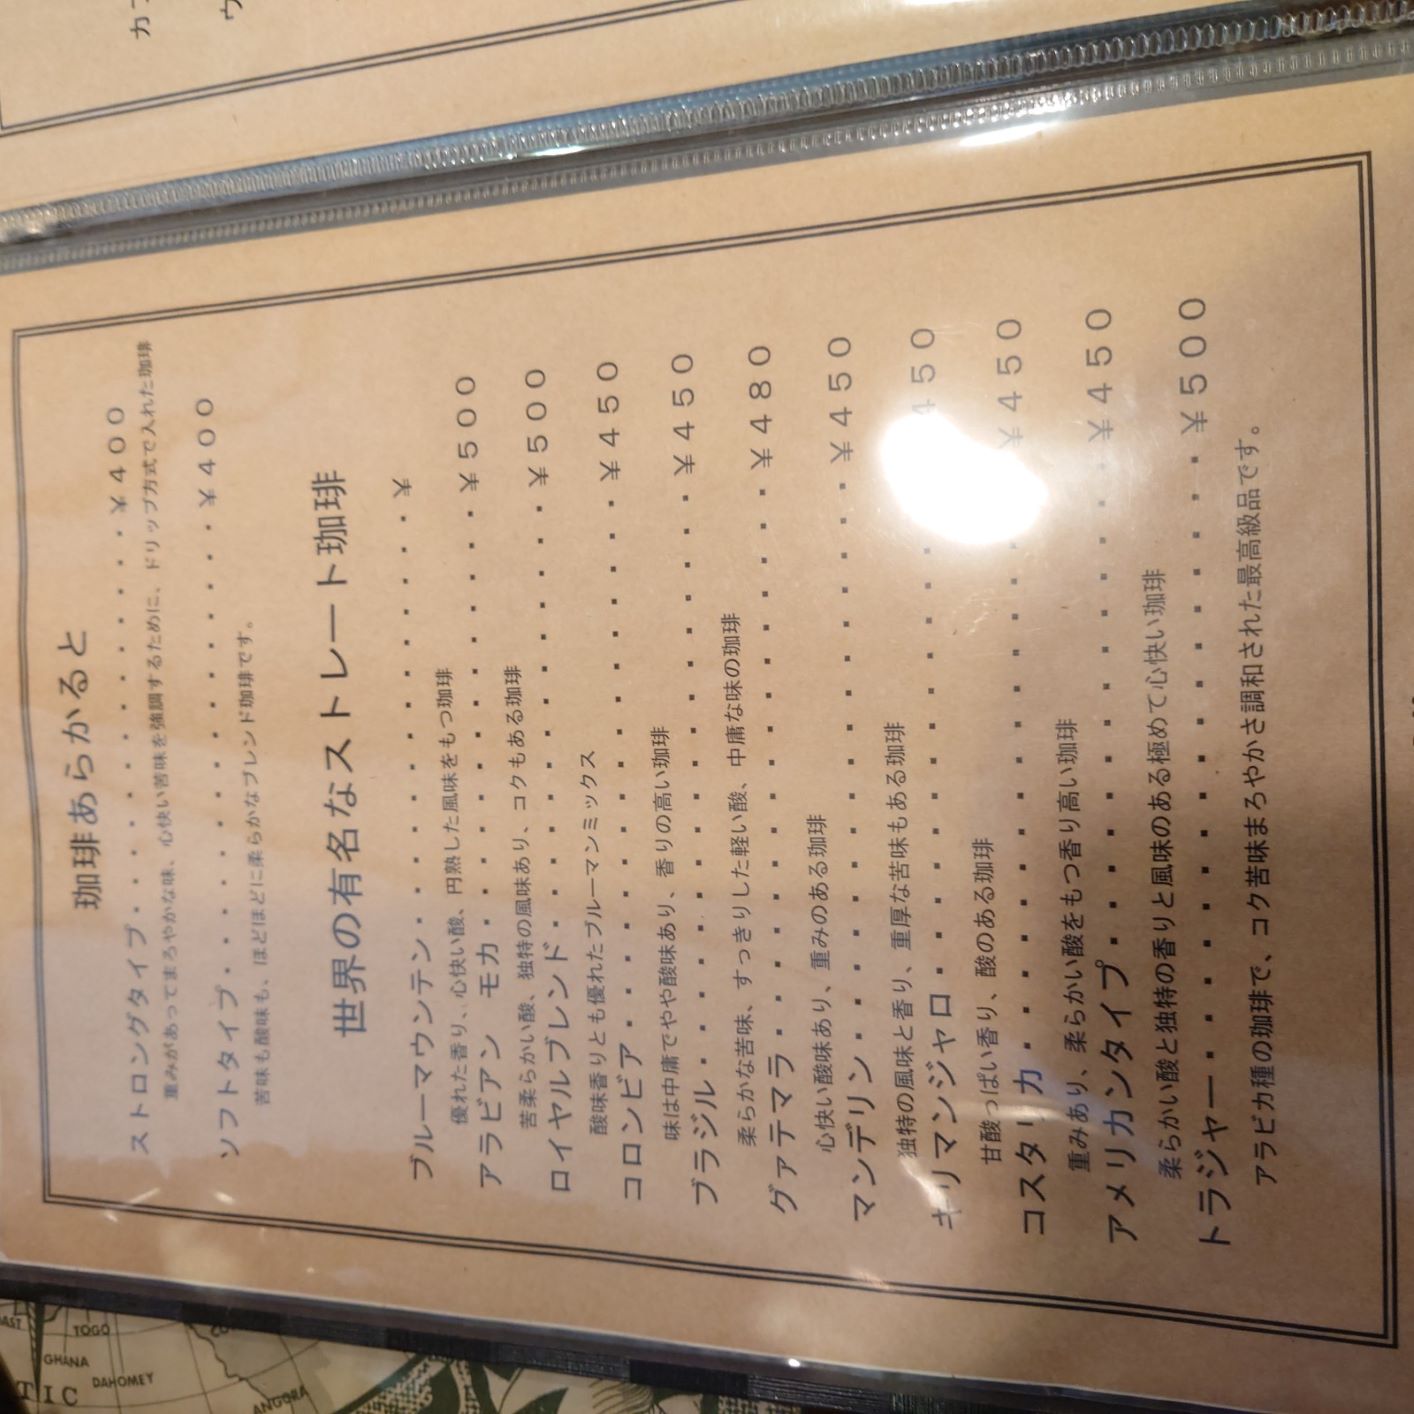 珈琲あらかると
ストロングタイプ・・・・・・・・・・・¥400
重みがあってまろやかな味、心快い苦味を強調するために、ドリップ方式で入れた珈琲
ソフトタイプ・・・・・・・・・・・・¥400
苦味も酸味も、ほどほどに柔らかなブレンド珈琲です。
世界の有名なストレート珈琲
ブルーマウンテン・・・・・・・・・・・¥
優れた香り、心快い酸、円熟した風味をもつ珈琲
アラビアン モカ・・・・・・・・・・・¥500
苦柔らかい酸、独特の風味あり、コクもある珈琲
ロイヤルブレンド・・・・・・・・・・・¥500
酸味香りとも優れたブルーマンミックス
コロンビア・・・・・・・・・・・・・¥450
味は中庸でやや酸味あり、香りの高い珈琲
ブラジル・・・・・・・・・・・・・・¥450
柔らかな苦味、すっきりした軽い酸、中庸な味の珈琲
グァテマラ・・・・・・・・・・・・・¥480
心快い酸味あり、重みのある珈琲
マンデリン・・・・・・・・・・・・・¥450
独特の風味と香り、重厚な苦味もある珈琲
キリマンジャロ・・・・・・・・・450
甘酸っぱい香り、酸のある珈琲
コスタリカ・・・・・・・・・・・¥450
重みあり、柔らかい酸をもつ香り高い珈琲
アメリカンタイプ・・・・・・・・・・・¥450
柔らかい酸と独特の香りと風味のある極めて心快い珈琲
トラジャー・・・・・・・・・・・・・¥500
アラビカ種の珈琲で、コク苦味まろやかさ調和された最高級品です。
TOGO
GHANA
DAHOMEY
TIC
ANGORA